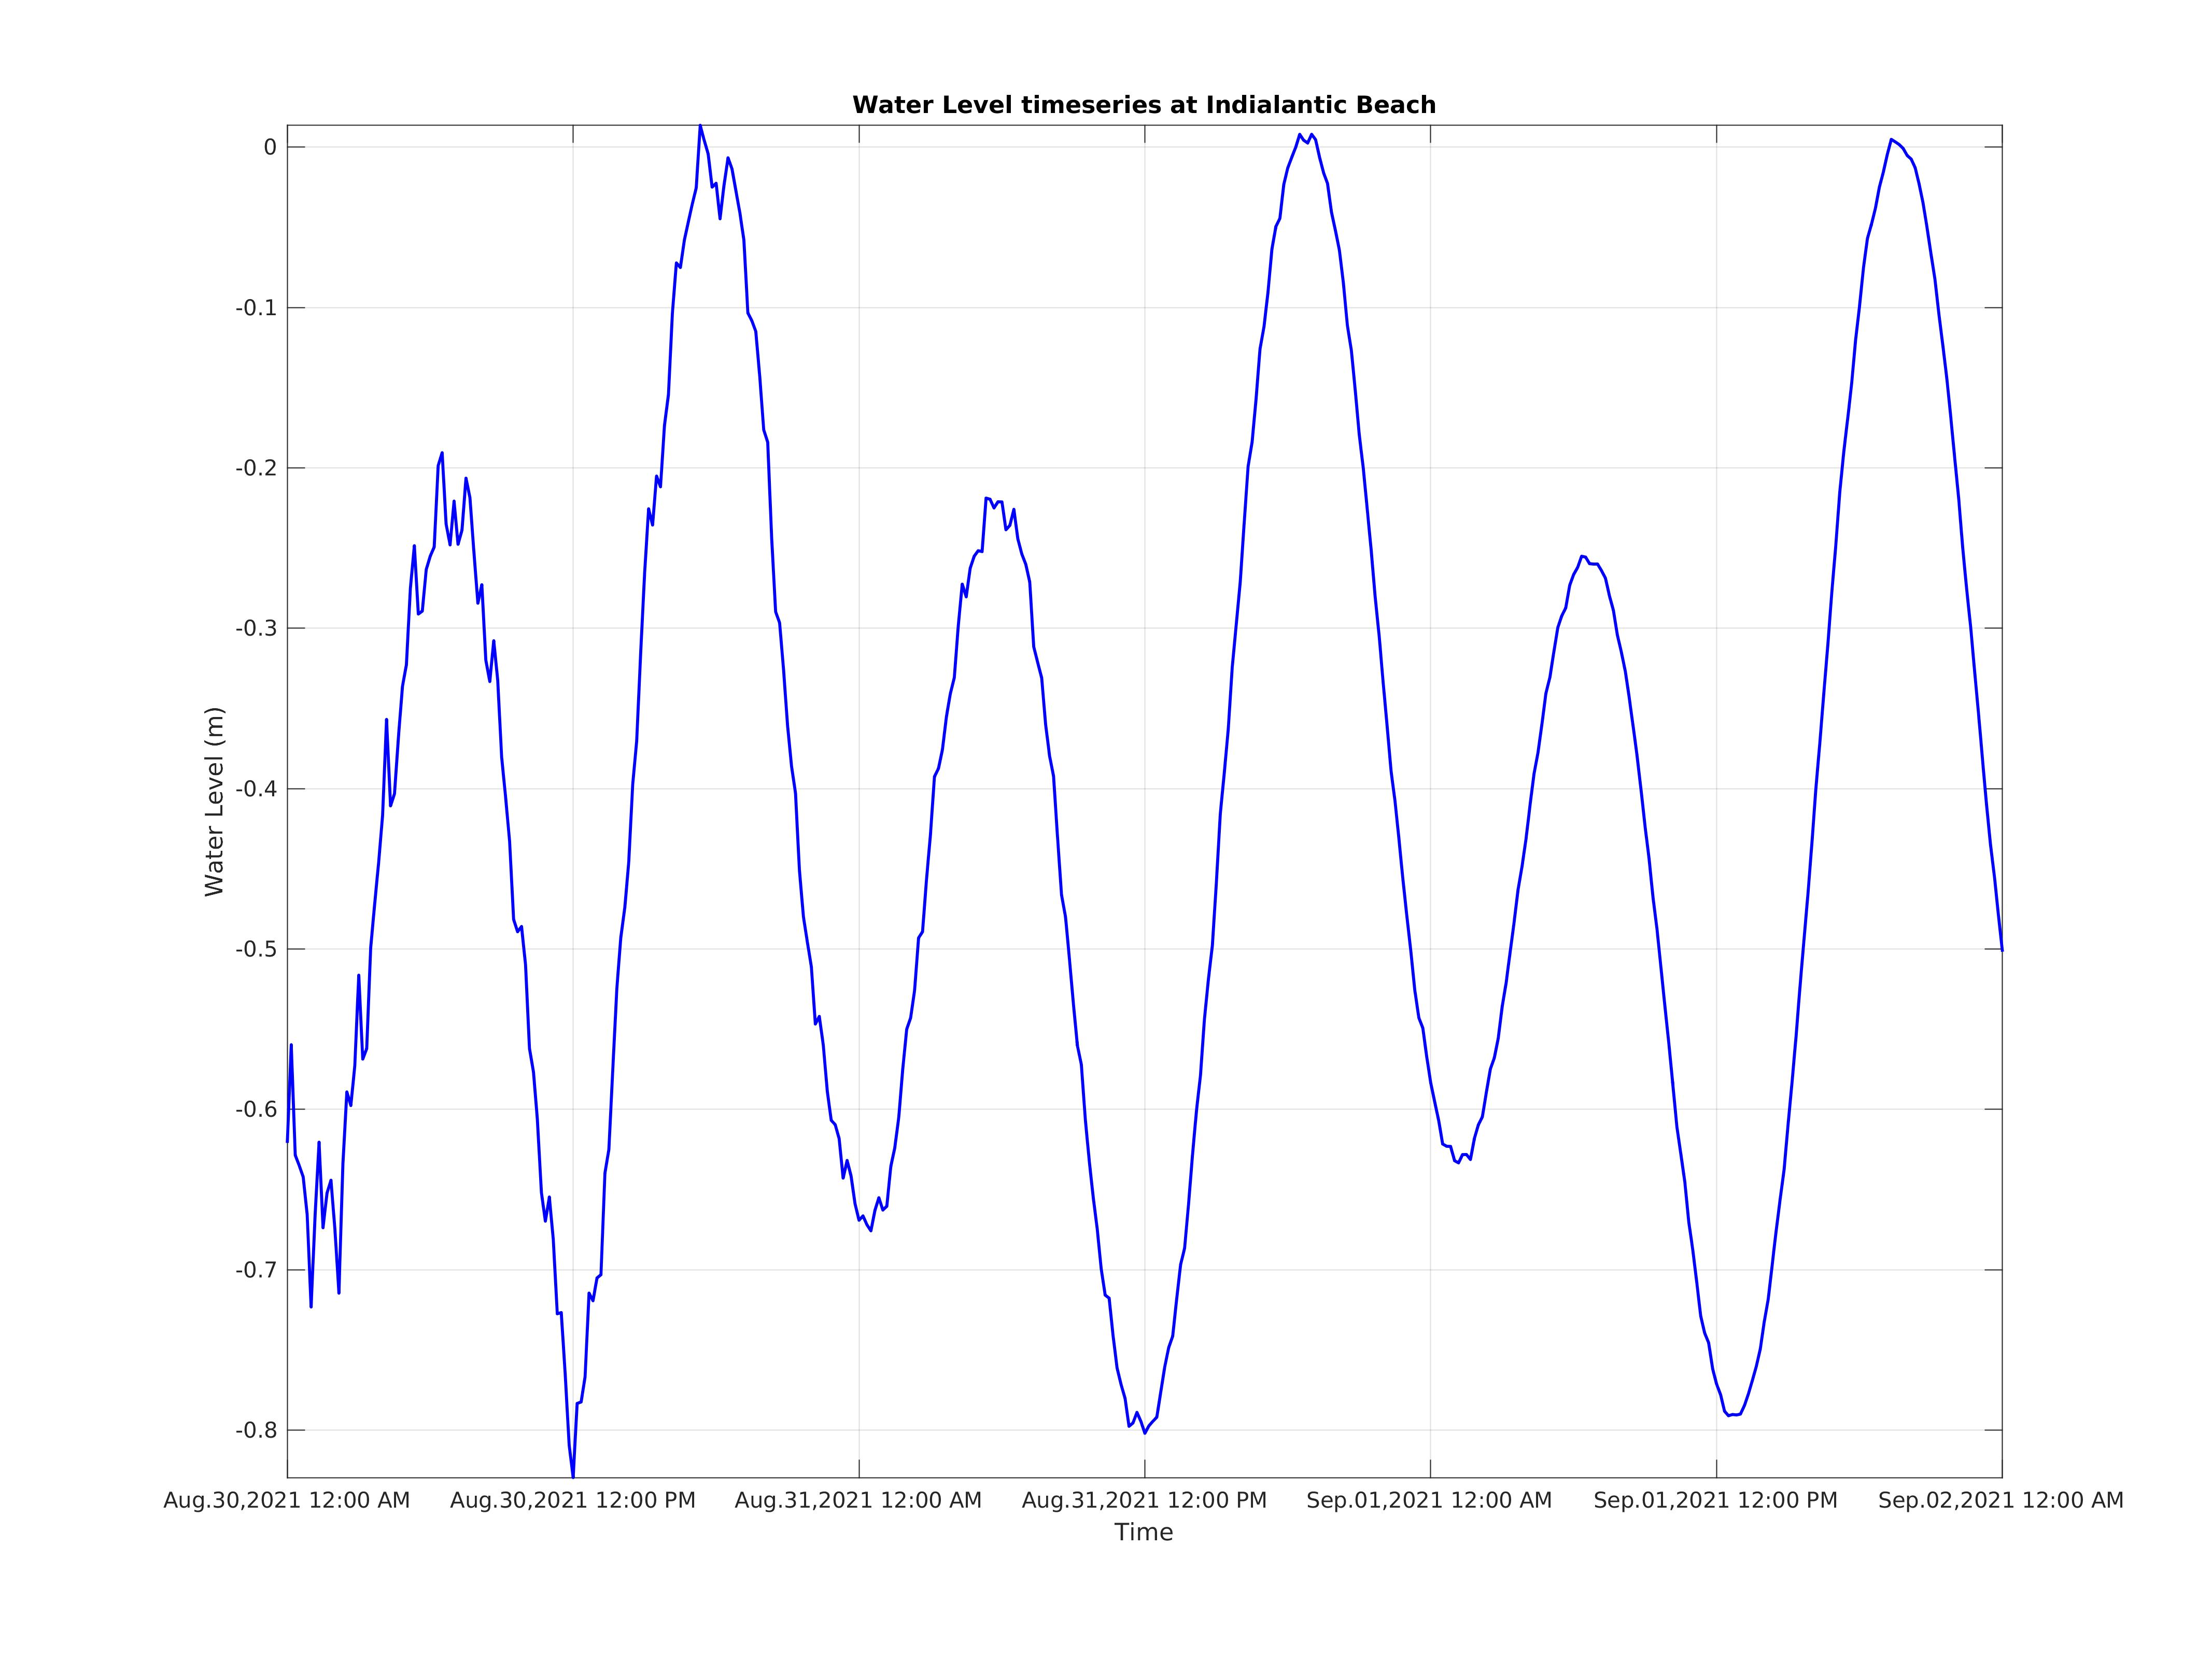 Water Level timeseries at Indialantic Beach
0
-0.1
-0.2
-0.3
-0.4
-0.5
-0.6
-0.7
-0.8
Water Level (m)
Aug.30,2021 12:00 AM Aug.30,2021 12:00 PM Aug.31,2021 12:00 AM Aug.31,2021 12:00 PM Sep.01,2021 12:00 AM Sep.01,2021 12:00 PM Sep.02,2021 12:00 AM
Time